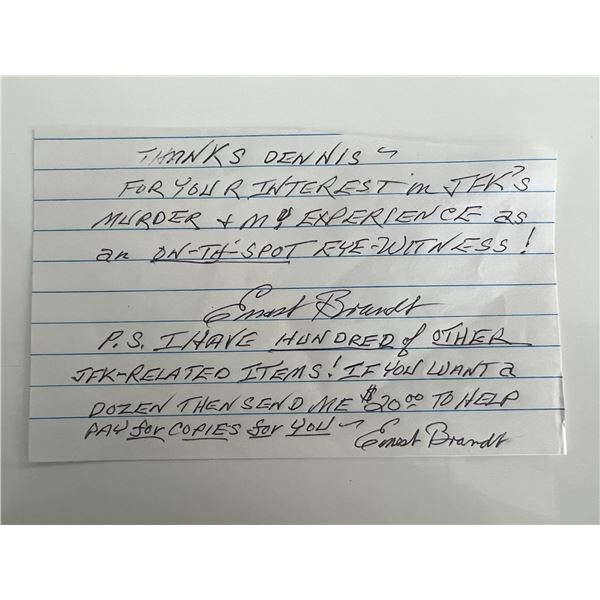 THANKS DENNIS ~
FOR YOUR INTEREST in JFK'S
MURDER & MY EXPERIENCE as
an ON-TH'-SPOT EYE-WITNESS!
Ernest Brandt
P.S. I HAVE HUNDRED of OTHER
JFK-RELATED ITEMS! IF YOU WANT a
DOZEN THEN SEND ME $20.00 TO HELP
PAY for COPIES for YOU ~ Ernest Brandt